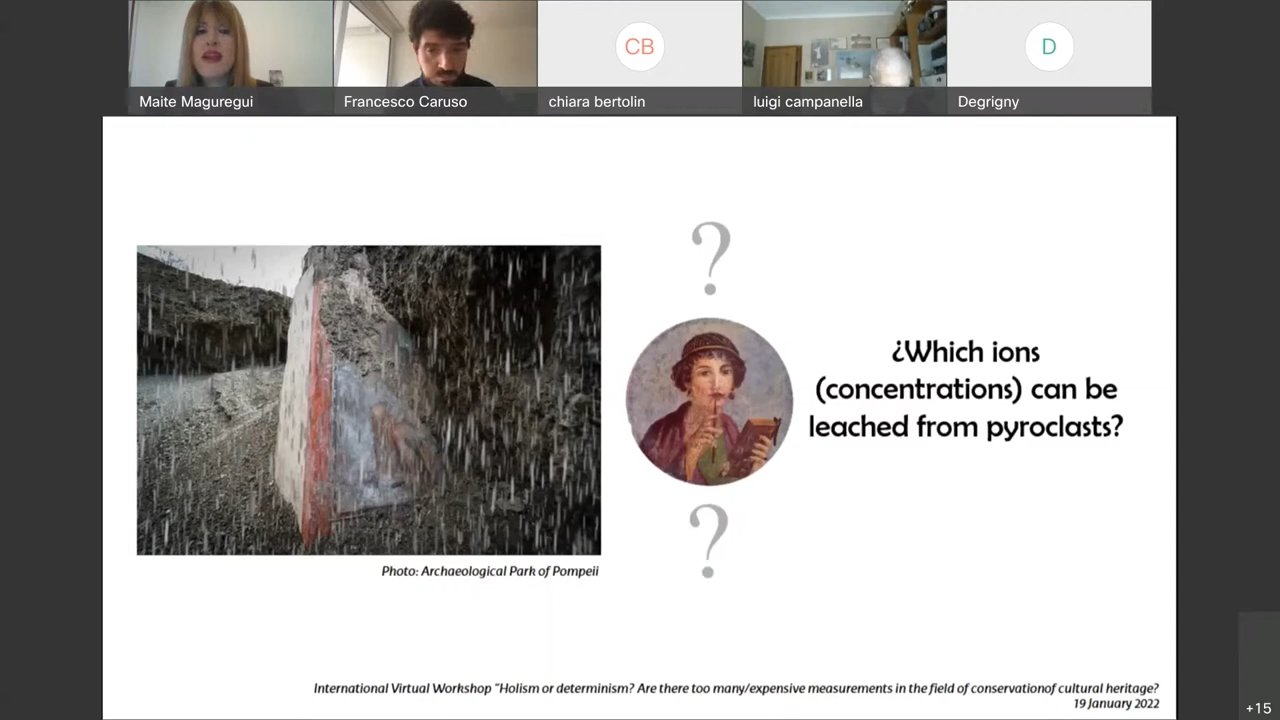 CB
D
Maite Maguregui
Francesco Caruso
chiara bertolin
luigi campanella
Degrigny
?
¿Which ions
(concentrations) can be
leached from pyroclasts?
?
Photo: Archaeological Park of Pompeii
International Virtual Workshop "Holism or determinism? Are there too many/expensive measurements in the field of conservationof cultural heritage?
19 January 2022
+15